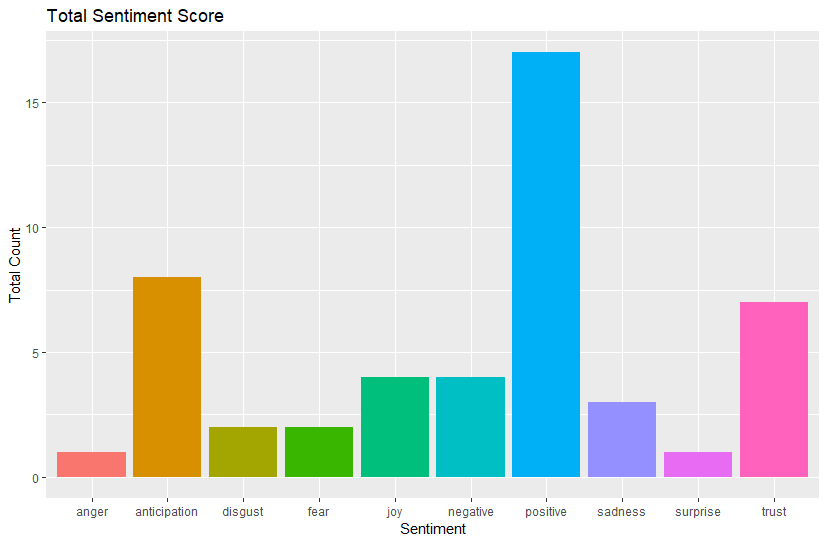 Total Sentiment Score
Total Count
15
10
5
0
anger anticipation disgust fear joy negative positive sadness surprise trust
Sentiment